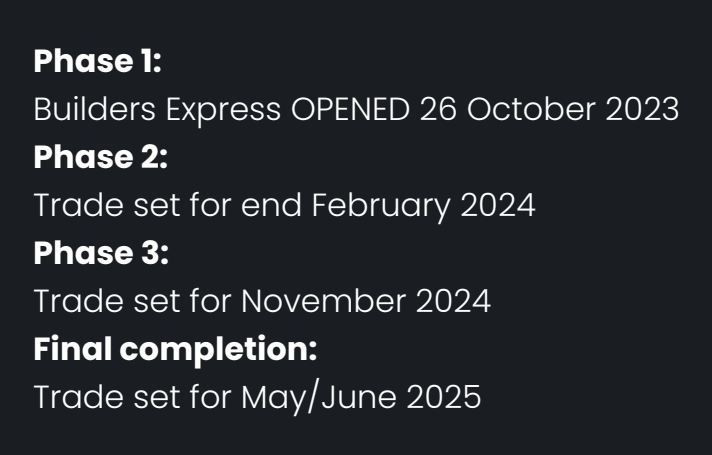 Phase 1:
Builders Express OPENED 26 October 2023
Phase 2:
Trade set for end February 2024
Phase 3:
Trade set for November 2024
Final completion:
Trade set for May/June 2025